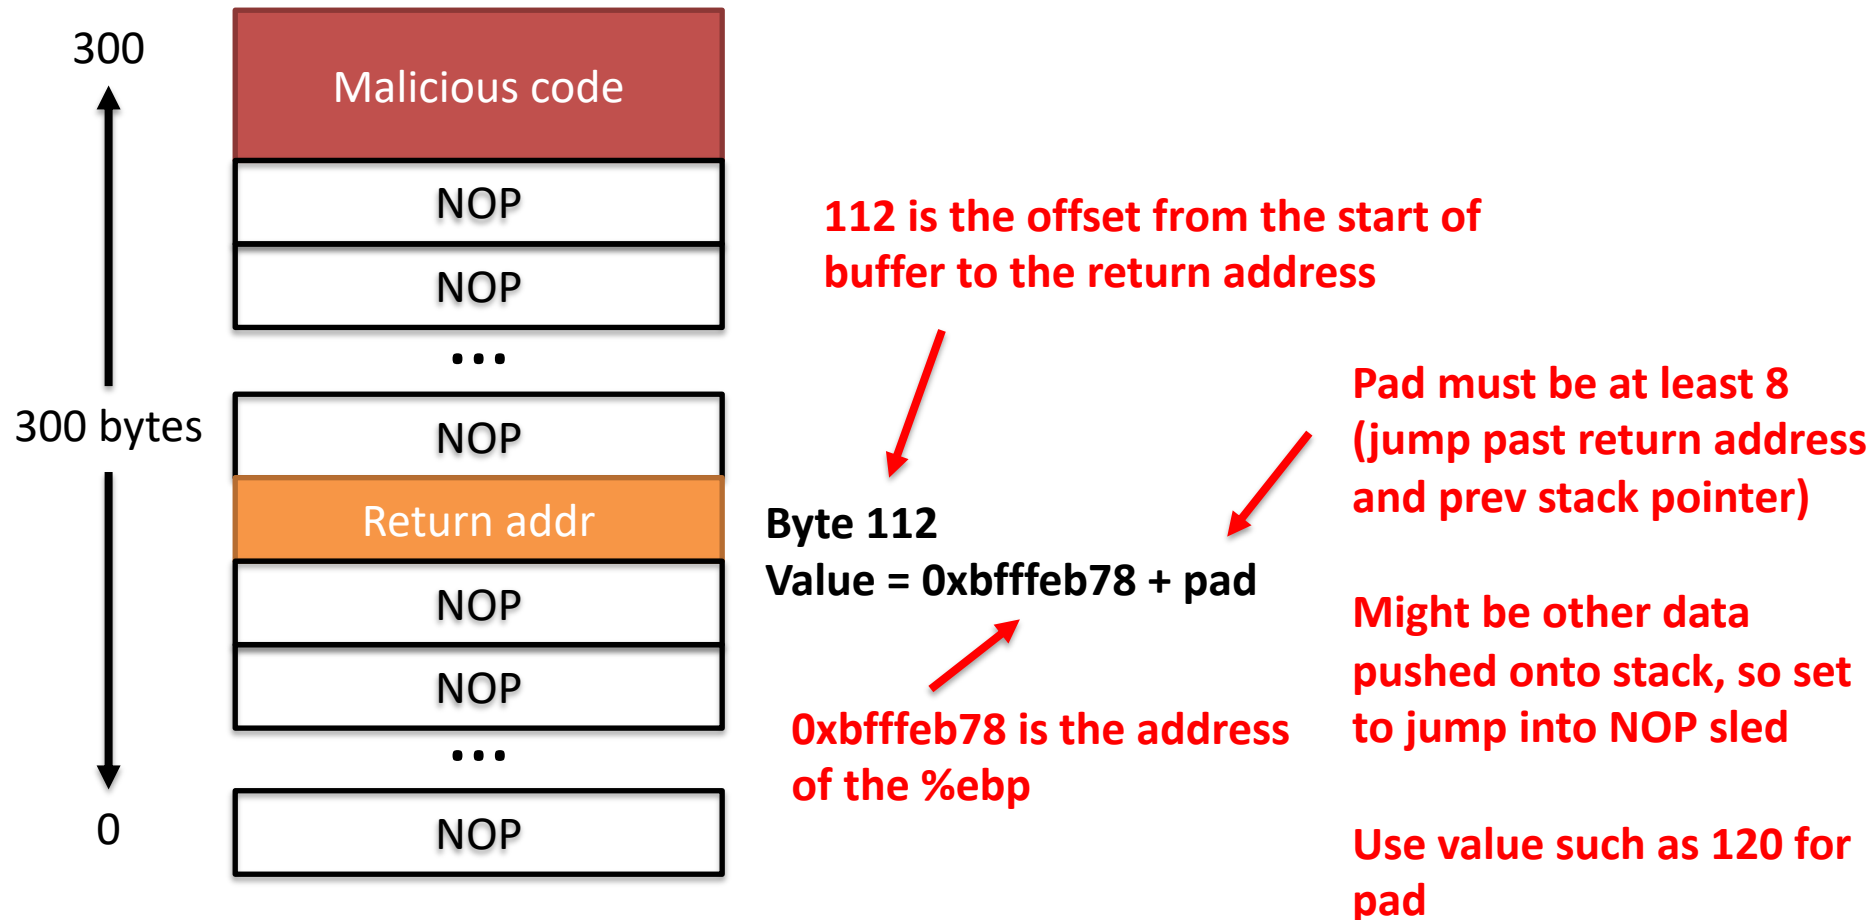 300
Malicious code
NOP
NOP
...
300 bytes
NOP
Return addr
NOP
NOP
...
0
NOP
112 is the offset from the start of
buffer to the return address
Byte 112
Value = 0xbfffeb78 + pad
0xbfffeb78 is the address
of the %ebp
Pad must be at least 8
(jump past return address
and prev stack pointer)
Might be other data
pushed onto stack, so set
to jump into NOP sled
Use value such as 120 for
pad